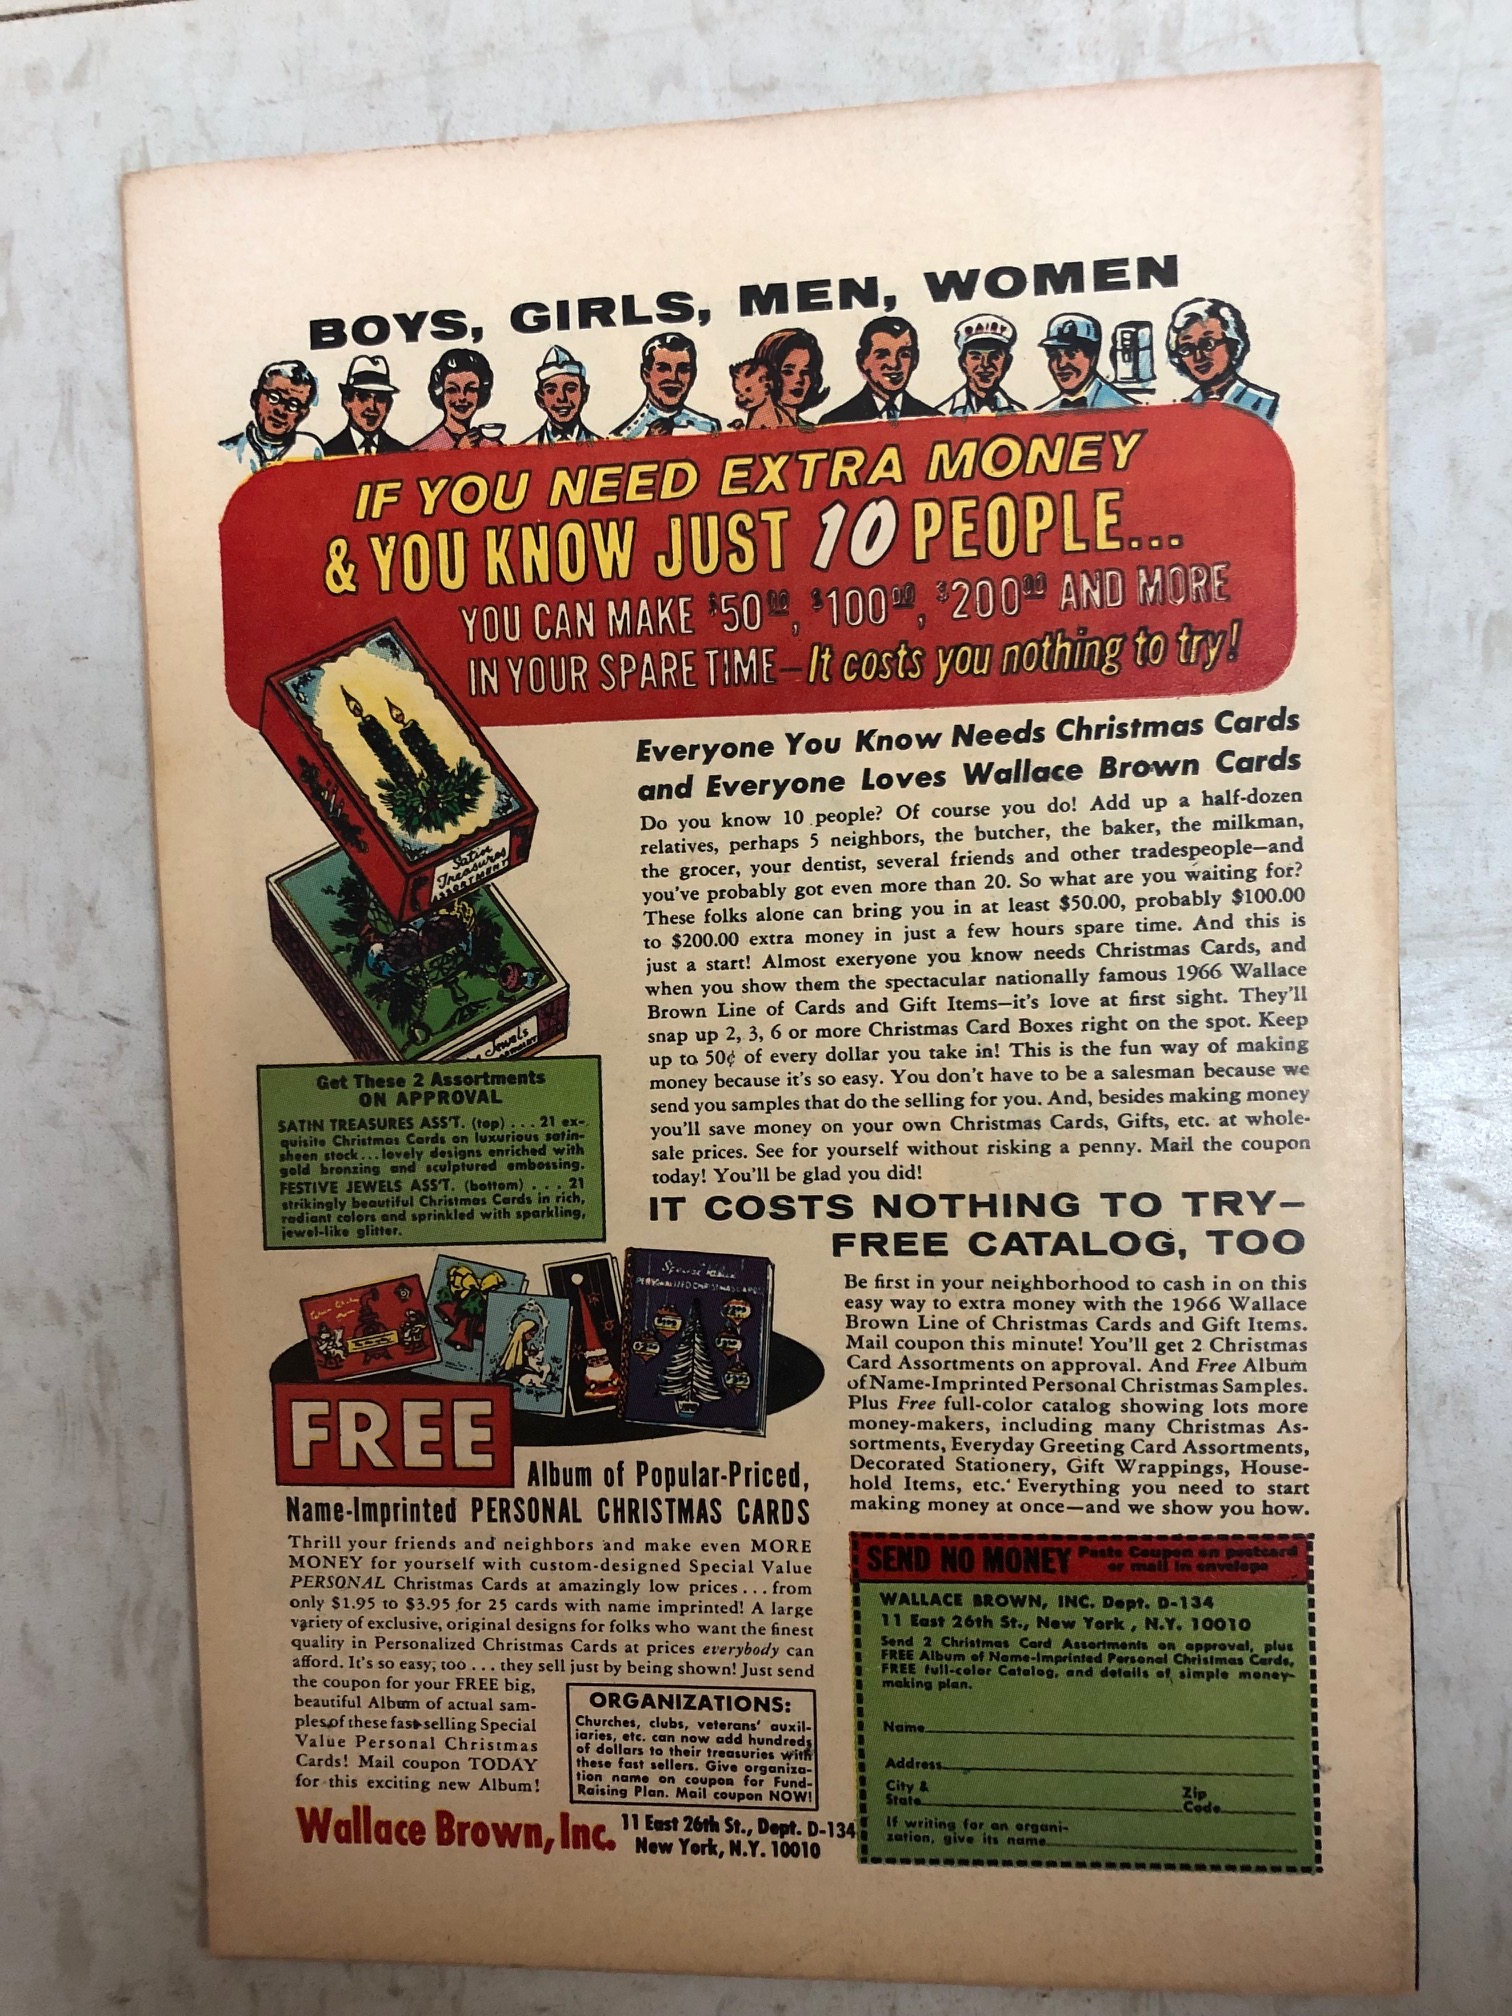 BOYS, GIRLS, MEN, WOMEN
DAIRY
IF YOU NEED EXTRA MONEY
& YOU KNOW JUST 10 PEOPLE...
YOU CAN MAKE $50.00, $100.00, $200.00 AND MORE
IN YOUR SPARE TIME—It costs you nothing to try!
Satin
Treasures
ASSORTMENT
Jewels
Get These 2 Assortments
ON APPROVAL
SATIN TREASURES ASS'T. (top) . . . 21 ex-
quisite Christmas Cards on luxurious satin-
sheen stock...lovely designs enriched with
gold bronzing and sculptured embossing.
FESTIVE JEWELS ASS'T. (bottom) . . . 21
strikingly beautiful Christmas Cards in rich,
radiant colors and sprinkled with sparkling,
jewel-like glitter.
Everyone You Know Needs Christmas Cards
and Everyone Loves Wallace Brown Cards
Do you know 10 people? Of course you do! Add up a half-dozen
relatives, perhaps 5 neighbors, the butcher, the baker, the milkman,
the grocer, your dentist, several friends and other tradespeople—and
you've probably got even more than 20. So what are you waiting for?
These folks alone can bring you in at least $50.00, probably $100.00
to $200.00 extra money in just a few hours spare time. And this is
just a start! Almost exeryone you know needs Christmas Cards, and
when you show them the spectacular nationally famous 1966 Wallace
Brown Line of Cards and Gift Items—it's love at first sight. They'll
snap up 2, 3, 6 or more Christmas Card Boxes right on the spot. Keep
up to 50¢ of every dollar you take in! This is the fun way of making
money because it's so easy. You don't have to be a salesman because we
send you samples that do the selling for you. And, besides making money
you'll save money on your own Christmas Cards, Gifts, etc. at whole-
sale prices. See for yourself without risking a penny. Mail the coupon
today! You'll be glad you did!
IT COSTS NOTHING TO TRY—
FREE CATALOG, TOO
Be first in your neighborhood to cash in on this
easy way to extra money with the 1966 Wallace
Brown Line of Christmas Cards and Gift Items.
Mail coupon this minute! You'll get 2 Christmas
Card Assortments on approval. And Free Album
of Name-Imprinted Personal Christmas Samples.
Plus Free full-color catalog showing lots more
money-makers, including many Christmas As-
sortments, Everyday Greeting Card Assortments,
Decorated Stationery, Gift Wrappings, House-
hold Items, etc. Everything you need to start
making money at once—and we show you how.
Special Value
PERSONALIZED CHRISTMAS CARDS
FREE
Album of Popular-Priced,
Name-Imprinted PERSONAL CHRISTMAS CARDS
Thrill your friends and neighbors and make even MORE
MONEY for yourself with custom-designed Special Value
PERSONAL Christmas Cards at amazingly low prices . . . from
only $1.95 to $3.95 for 25 cards with name imprinted! A large
variety of exclusive, original designs for folks who want the finest
quality in Personalized Christmas Cards at prices everybody can
afford. It's so easy, too . . . they sell just by being shown! Just send
the coupon for your FREE big,
beautiful Album of actual sam-
ples of these fast-selling Special
Value Personal Christmas
Cards! Mail coupon TODAY
for this exciting new Album!
ORGANIZATIONS:
Churches, clubs, veterans' auxil-
iaries, etc. can now add hundreds
of dollars to their treasuries with
these fast sellers. Give organiza-
tion name on coupon for Fund-
Raising Plan. Mail coupon NOW!
Wallace Brown, Inc. 11 East 26th St., Dept. D-134
New York, N.Y. 10010
SEND NO MONEY Paste Coupon on postcard
or mail in envelope
WALLACE BROWN, INC. Dept. D-134
11 East 26th St., New York, N.Y. 10010
Send 2 Christmas Card Assortments on approval, plus
FREE Album of Name-Imprinted Personal Christmas Cards,
FREE full-color Catalog, and details of simple money-
making plan.
Name
Address
City &
State
Zip
Code
If writing for an organi-
zation, give its name